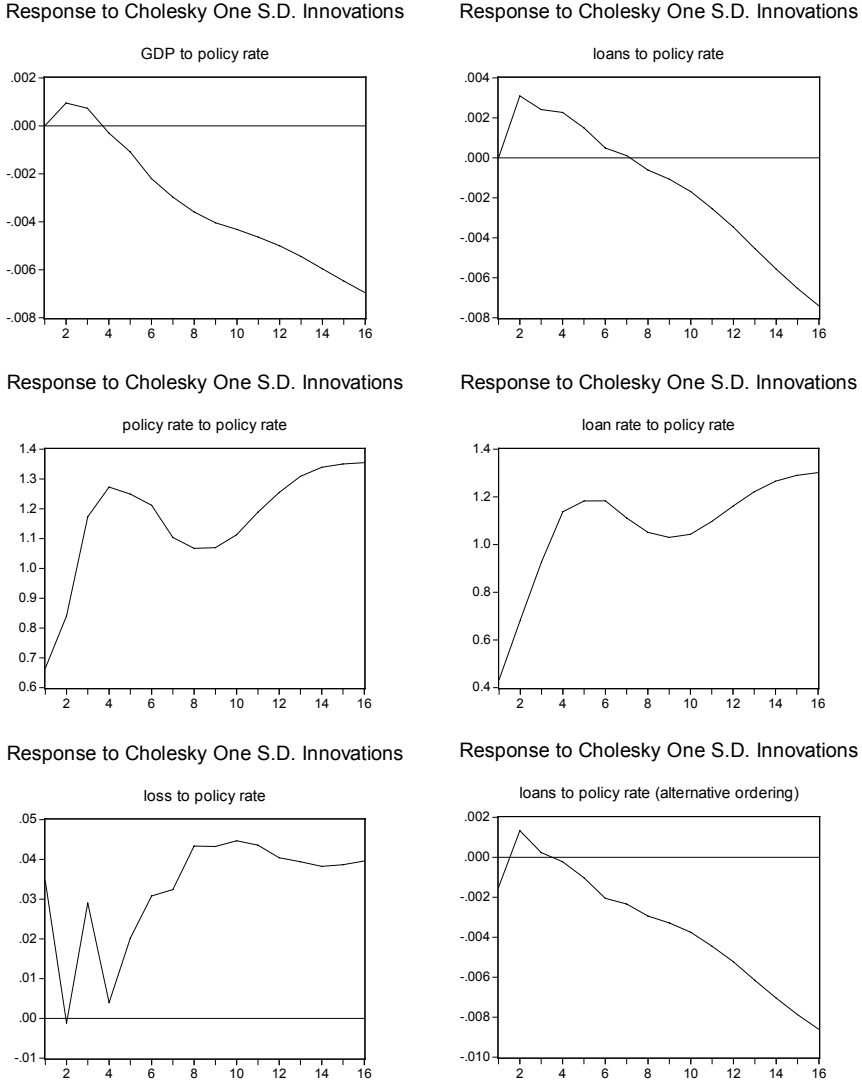 Response to Cholesky One S.D. Innovations
GDP to policy rate
.002
.000
-.002
-.004
-.006
-.008
2 4 6 8 10 12 14 16
Response to Cholesky One S.D. Innovations
loans to policy rate
.004
.002
.000
-.002
-.004
-.006
-.008
2 4 6 8 10 12 14 16
Response to Cholesky One S.D. Innovations
policy rate to policy rate
1.4
1.3
1.2
1.1
1.0
0.9
0.8
0.7
0.6
2 4 6 8 10 12 14 16
Response to Cholesky One S.D. Innovations
loan rate to policy rate
1.4
1.2
1.0
0.8
0.6
0.4
2 4 6 8 10 12 14 16
Response to Cholesky One S.D. Innovations
loss to policy rate
.05
.04
.03
.02
.01
.00
-.01
2 4 6 8 10 12 14 16
Response to Cholesky One S.D. Innovations
loans to policy rate (alternative ordering)
.002
.000
-.002
-.004
-.006
-.008
-.010
2 4 6 8 10 12 14 16